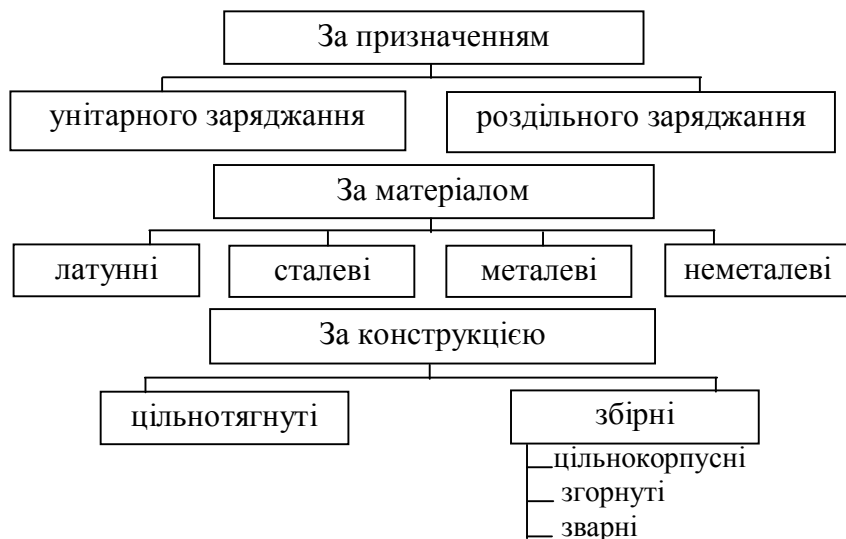 За призначенням
унітарного заряджання роздільного заряджання
За матеріалом
латунні сталеві металеві неметалеві
За конструкцією
цільнотягнуті збірні
цільнокорпусні
згорнуті
зварні